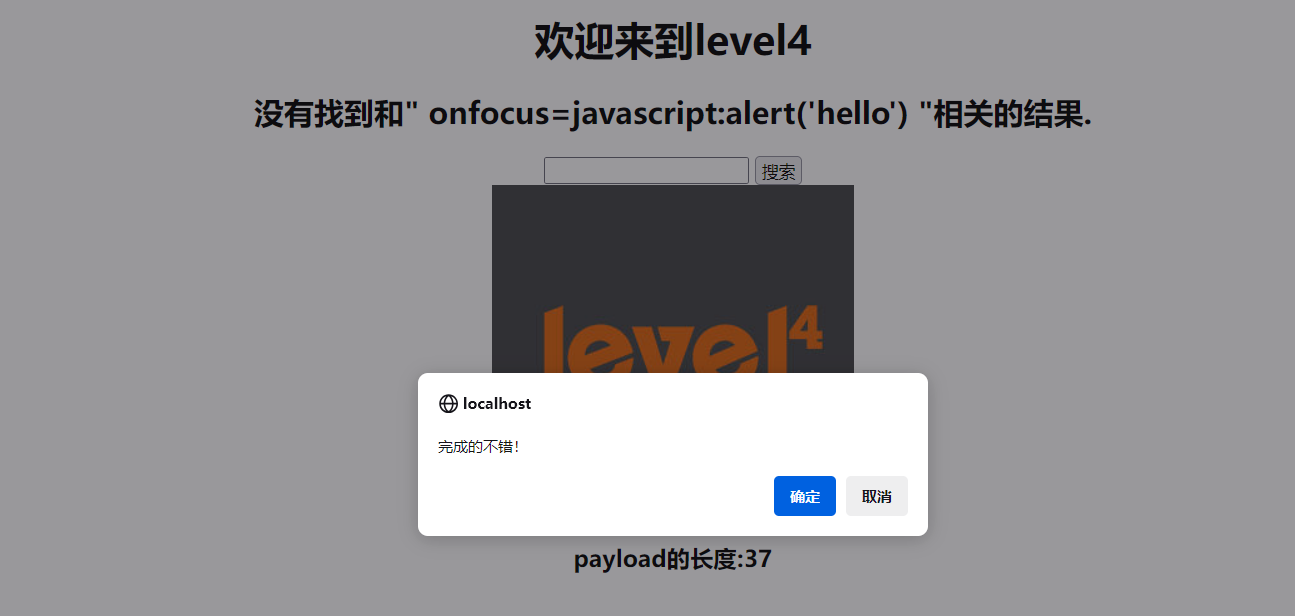 欢迎来到level4
没有找到和" onfocus=javascript:alert('hello') "相关的结果.
搜索
level4
localhost
完成的不错！
确定 取消
payload的长度:37